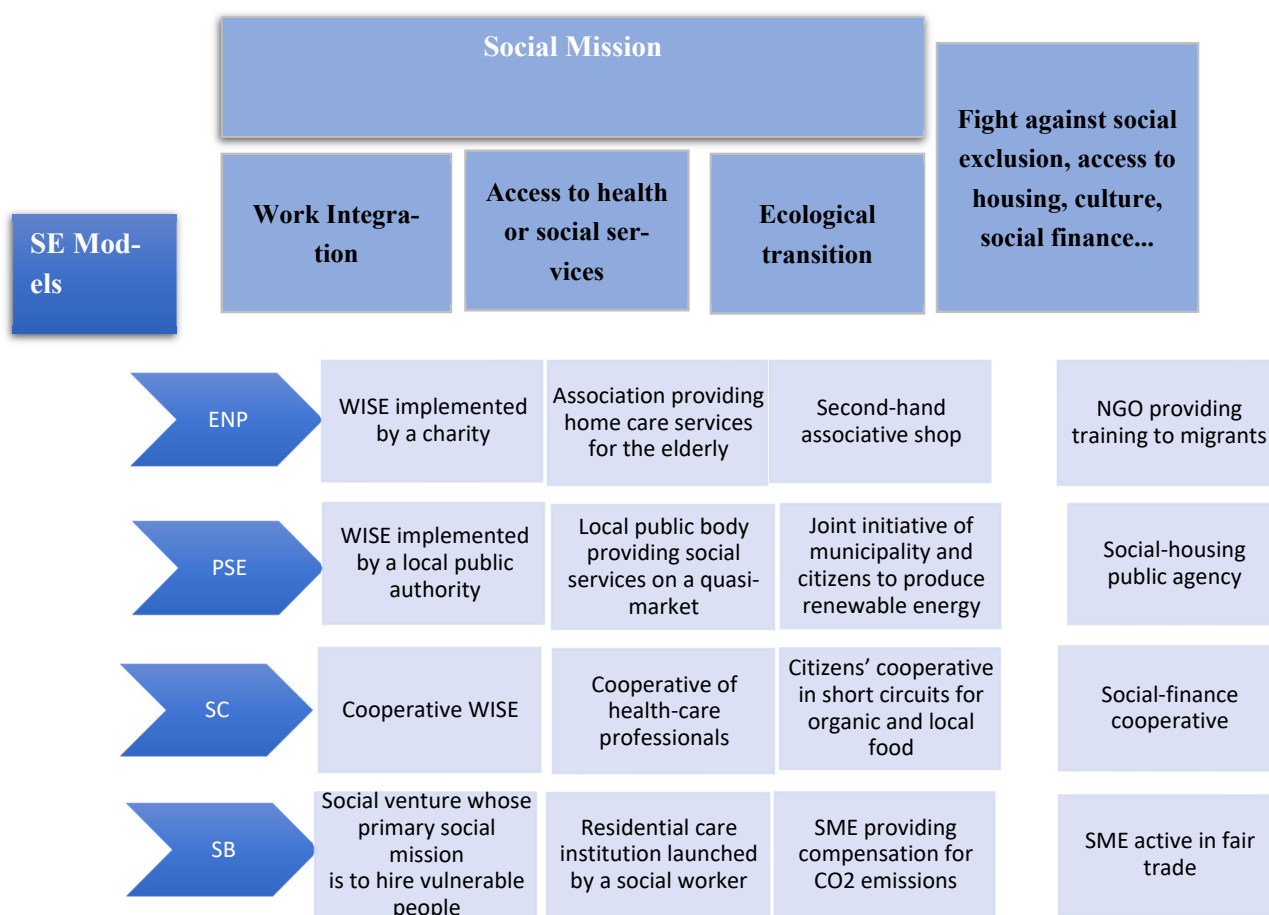 Social Mission
Fight against social
exclusion, access to
housing, culture,
social finance...
Work Integra-
tion
Access to health
or social ser-
vices
Ecological
transition
SE Mod-
els
ENP
WISE implemented
by a charity
Association providing
home care services
for the elderly
Second-hand
associative shop
NGO providing
training to migrants
PSE
WISE implemented
by a local public
authority
Local public body
providing social
services on a quasi-
market
Joint initiative of
municipality and
citizens to produce
renewable energy
Social-housing
public agency
SC
Cooperative WISE
Cooperative of
health-care
professionals
Citizens’ cooperative
in short circuits for
organic and local
food
Social-finance
cooperative
SB
Social venture whose
primary social
mission
is to hire vulnerable
people
Residential care
institution launched
by a social worker
SME providing
compensation for
CO2 emissions
SME active in fair
trade